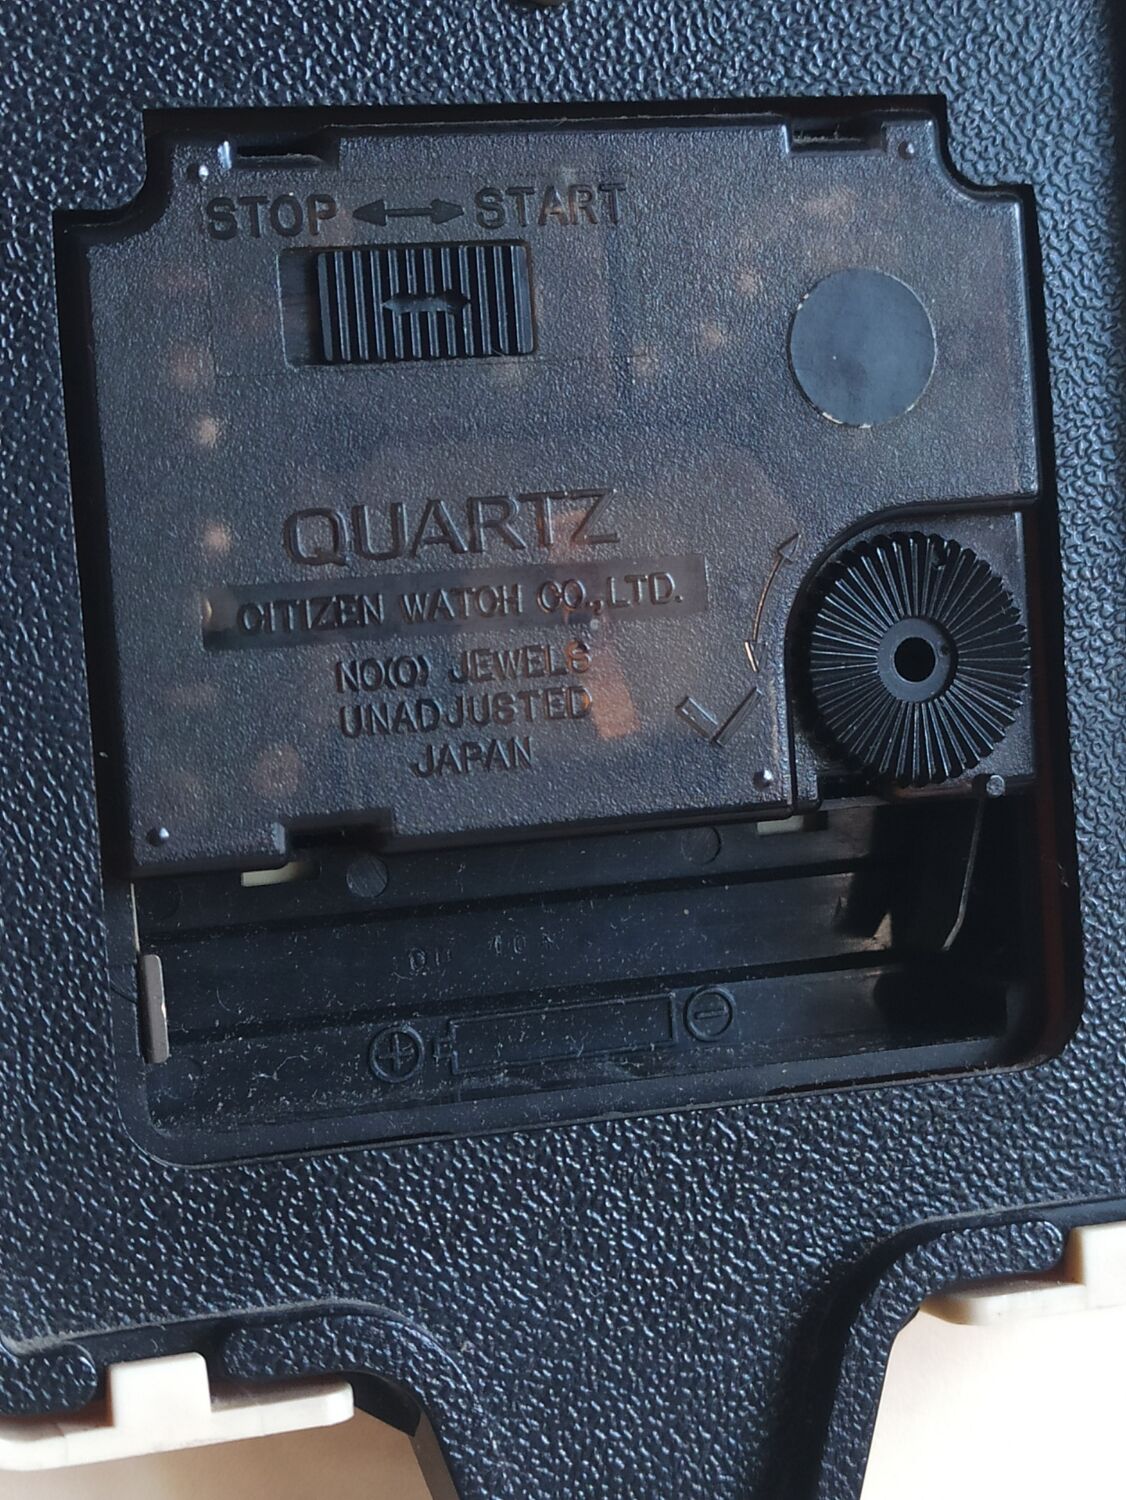 STOP ↔ START
QUARTZ
CITIZEN WATCH CO.,LTD.
NO(0) JEWELS
UNADJUSTED
JAPAN
⊕ ⊖